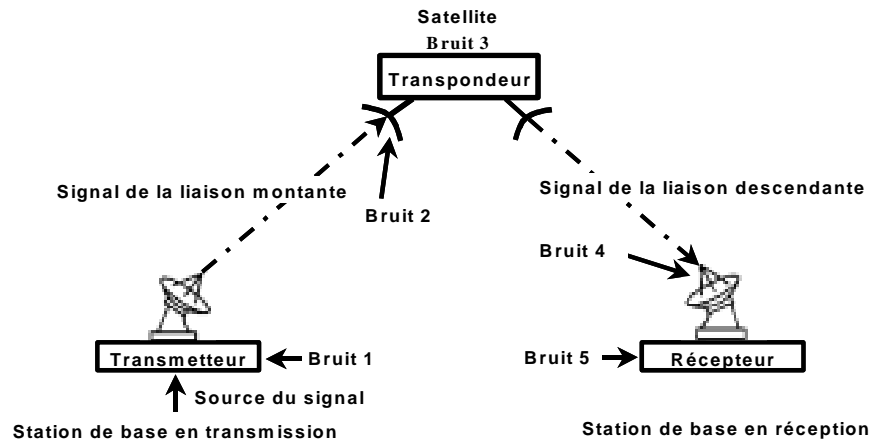 Satellite
Bruit 3
Transpondeur
Signal de la liaison montante
Signal de la liaison descendante
Bruit 2
Bruit 4
Transmetteur
Bruit 1
Bruit 5
Récepteur
Source du signal
Station de base en transmission
Station de base en réception